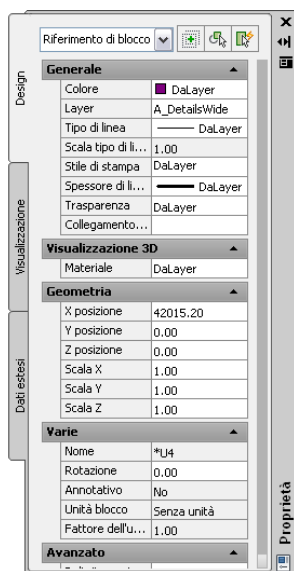 Riferimento di blocco
Design
Visualizzazione
Dati estesi
Generale
Colore DaLayer
Layer A_DetailsWide
Tipo di linea DaLayer
Scala tipo di li... 1.00
Stile di stampa DaLayer
Spessore di li... DaLayer
Trasparenza DaLayer
Collegamento...
Visualizzazione 3D
Materiale DaLayer
Geometria
X posizione 42015.20
Y posizione 0.00
Z posizione 0.00
Scala X 1.00
Scala Y 1.00
Scala Z 1.00
Varie
Nome *U4
Rotazione 0.00
Annotativo No
Unità blocco Senza unità
Fattore dell'u... 1.00
Avanzato
Proprietà